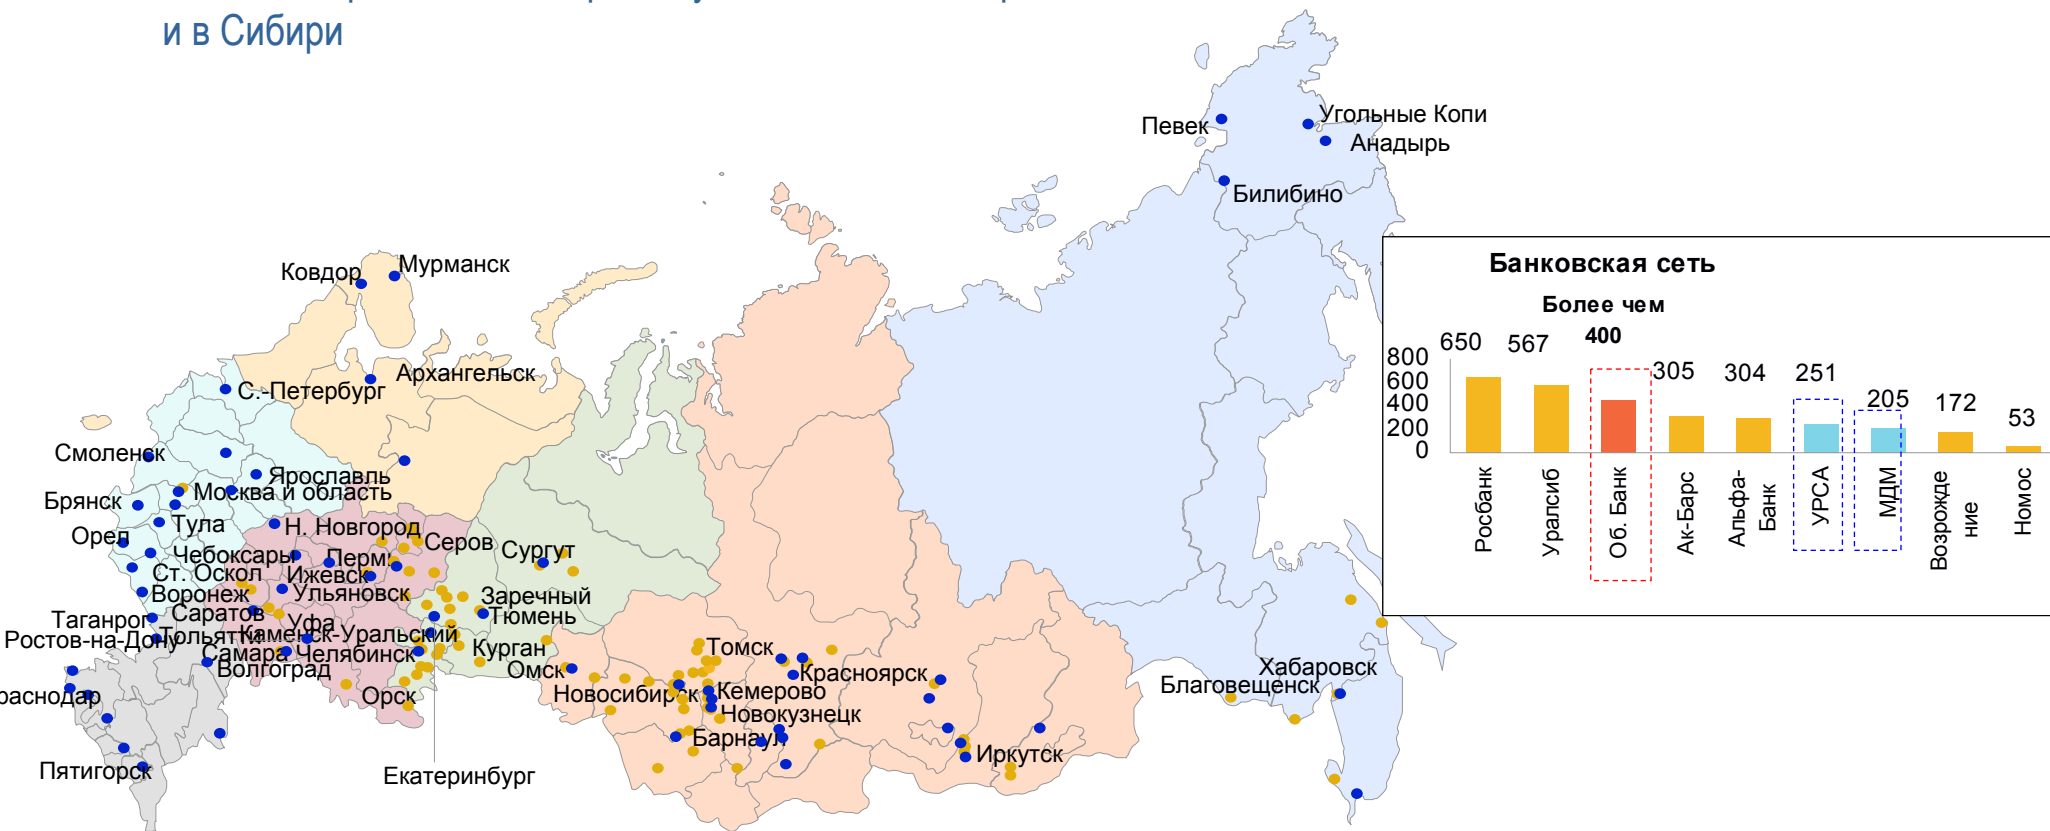 и в Сибири
Певек
Угольные Копи
Анадырь
Билибино
Ковдор
Мурманск
Архангельск
С.-Петербург
Смоленск
Ярославль
Москва и область
Брянск
Тула
Н. Новгород
Орел
Серов
Сургут
Чебоксары
Ст. Оскол
Ижевск
Ульяновск
Воронеж
Заречный
Тюмень
Саратов
Таганрог
Уфа
Ростов-на-Дону
Тольятти
Каменск-Уральский
Самара
Челябинск
Курган
Волгоград
Омск
Томск
Красноярск
Орск
Новосибирск
Кемерово
Новокузнецк
Барнаул
Иркутск
Пятигорск
Екатеринбург
Хабаровск
Благовещенск
Банковская сеть
Более чем
400
650
567
305
304
251
205
172
53
800
600
400
200
0
Росбанк
Уралсиб
Об. Банк
Ак-Барс
Альфа-
Банк
УРСА
МДМ
Возрожде
ние
Номос